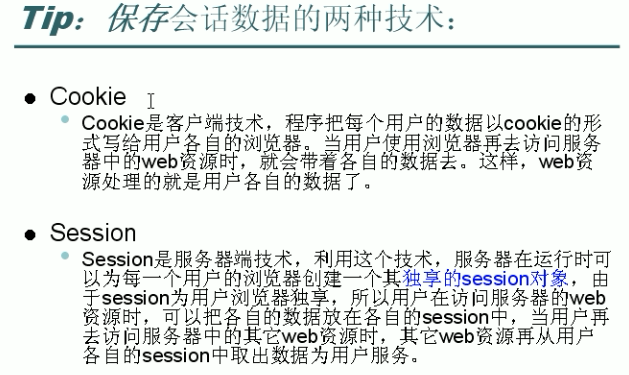 Tip：保存会话数据的两种技术：
● Cookie
• Cookie是客户端技术，程序把每个用户的数据以cookie的形
式写给用户各自的浏览器。当用户使用浏览器再去访问服务
器中的web资源时，就会带着各自的数据去。这样，web资
源处理的就是用户各自的数据了。
● Session
• Session是服务器端技术，利用这个技术，服务器在运行时可
以为每一个用户的浏览器创建一个其独享的session对象，由
于session为用户浏览器独享，所以用户在访问服务器的web
资源时，可以把各自的数据放在各自的session中，当用户再
去访问服务器中的其它web资源时，其它web资源再从用户
各自的session中取出数据为用户服务。